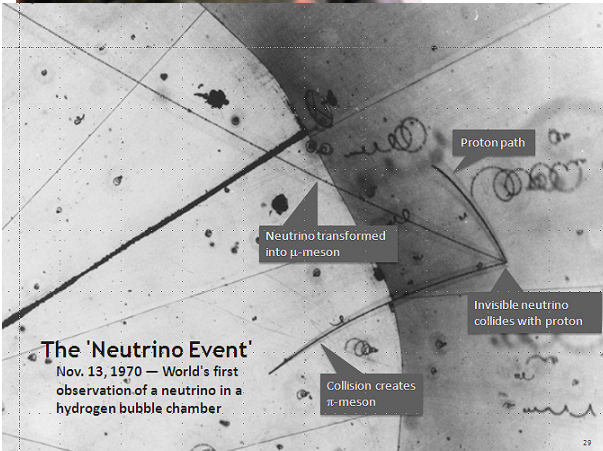 Proton path
Neutrino transformed
into μ-meson
Invisible neutrino
collides with proton
The 'Neutrino Event'
Nov. 13, 1970 — World's first
observation of a neutrino in a
hydrogen bubble chamber
Collision creates
π-meson
29